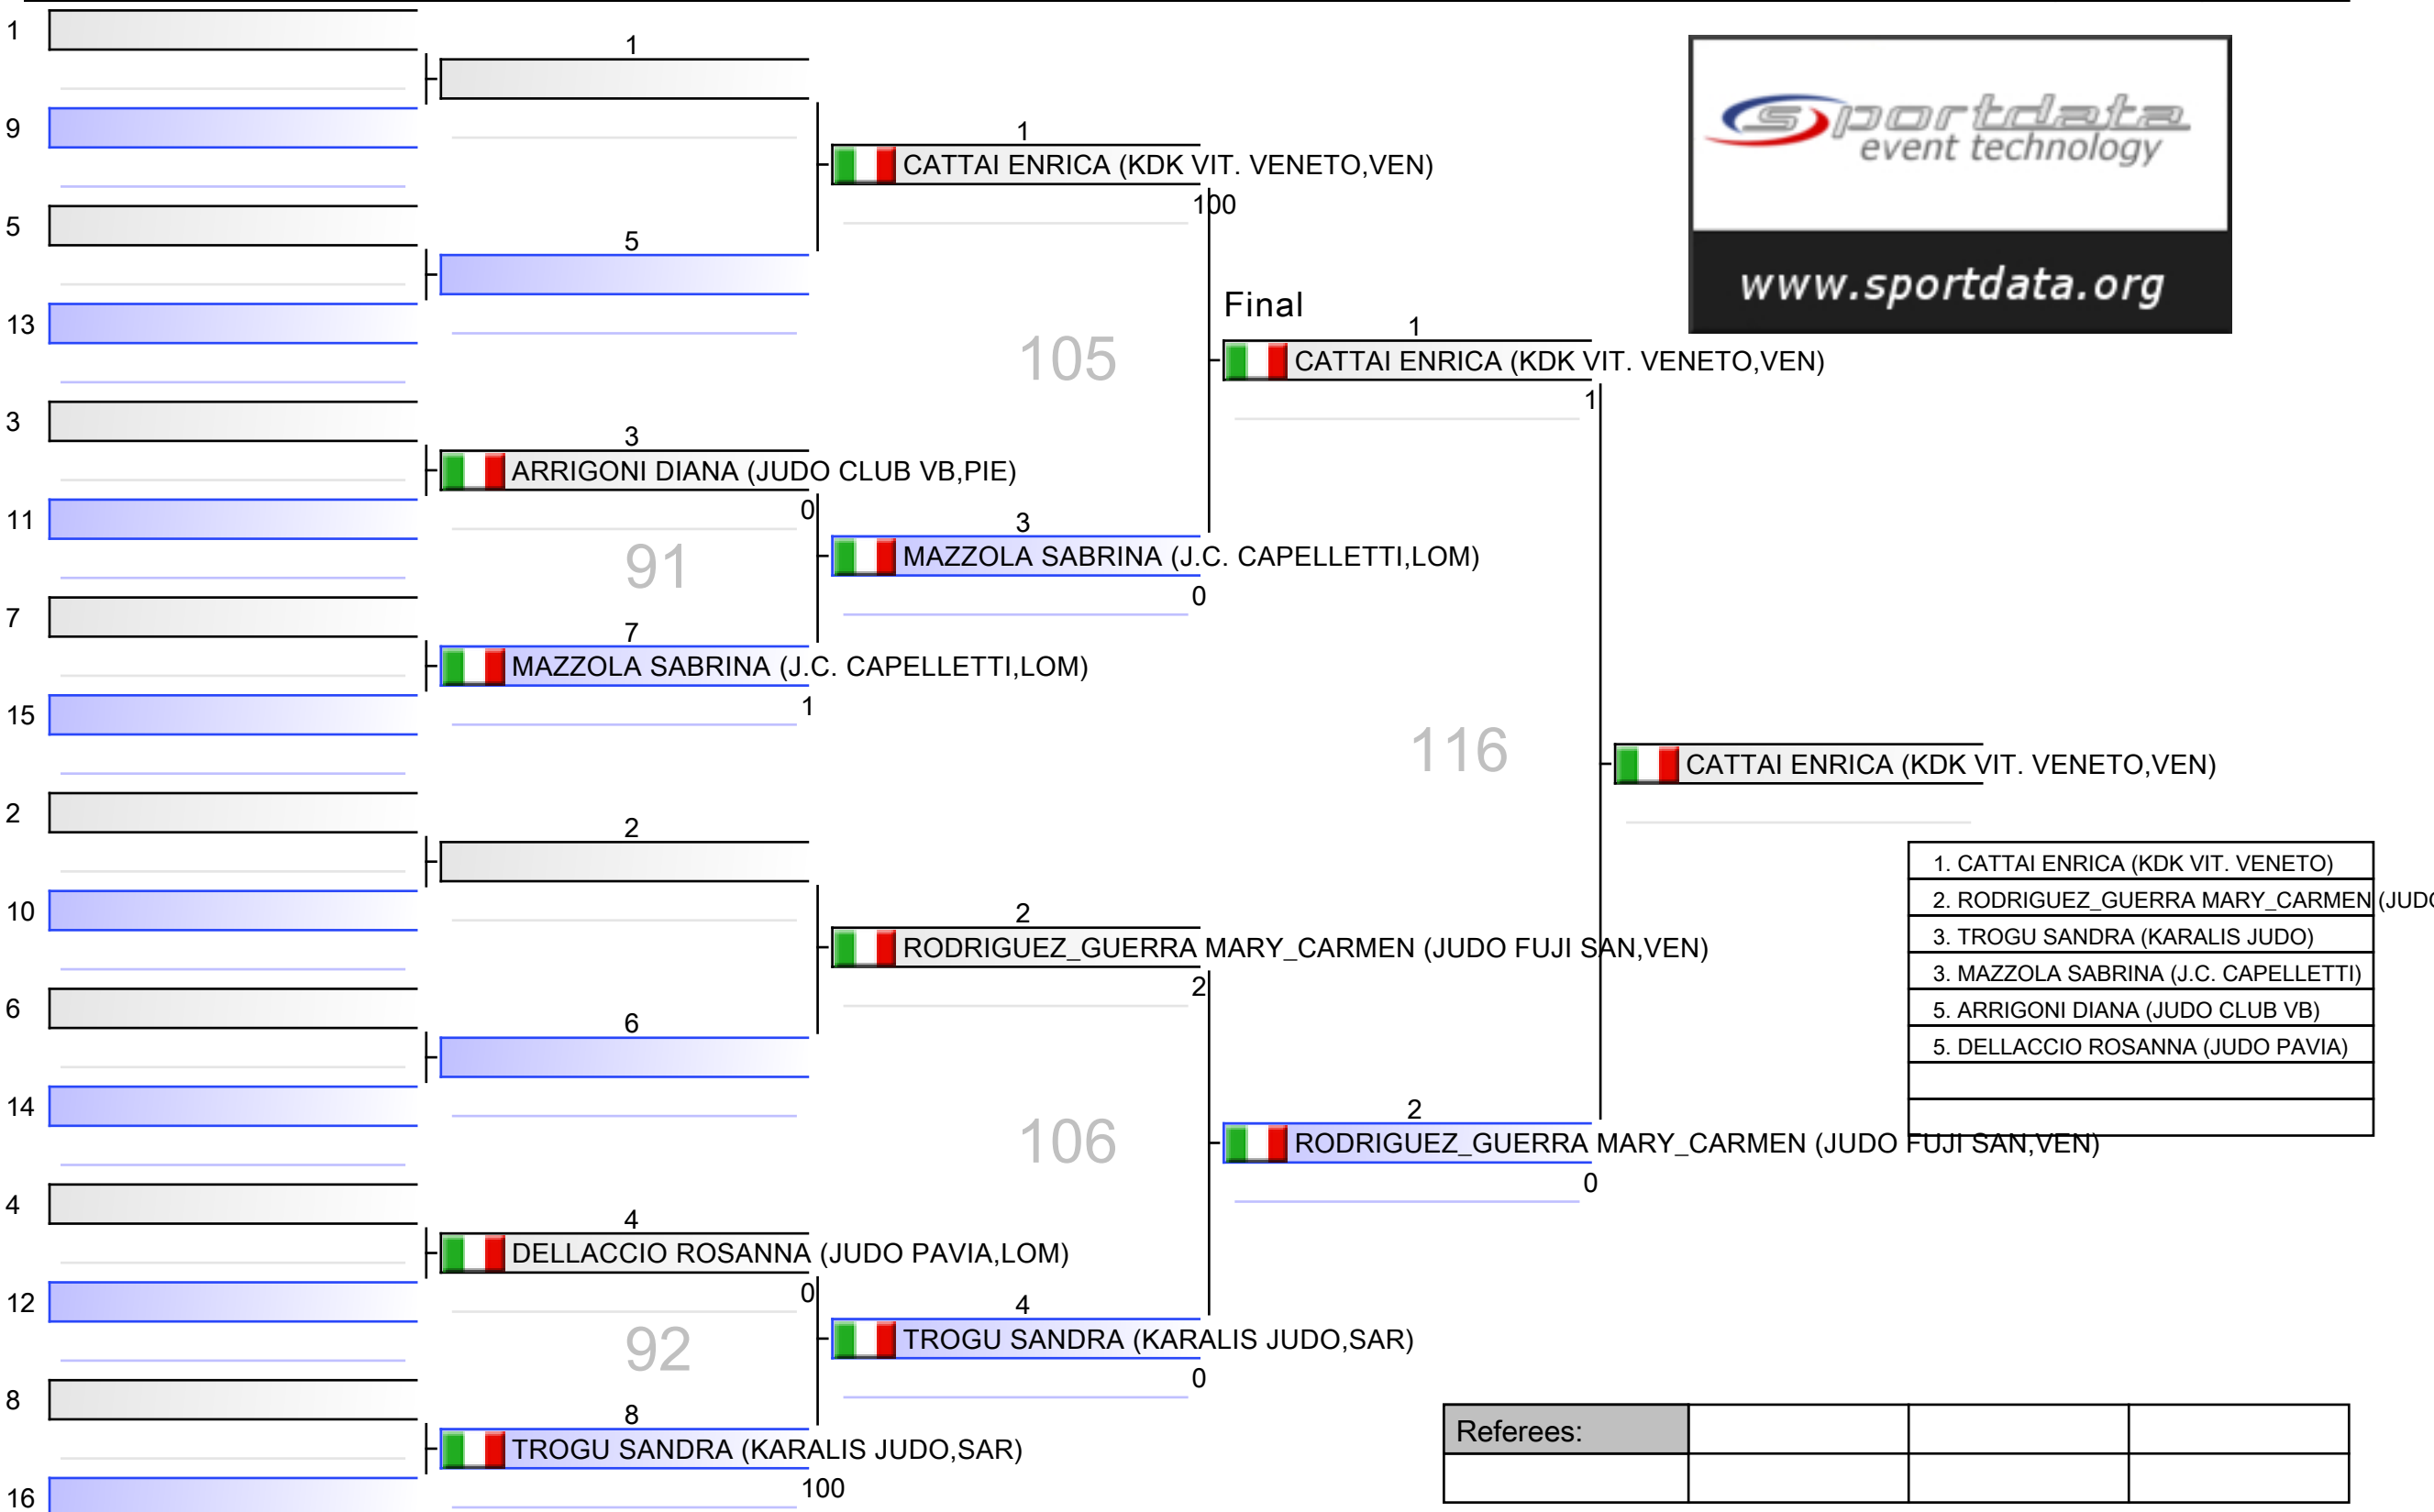 1
1
9
1
CATTAI ENRICA (KDK VIT. VENETO,VEN)
100
5
5
13
105
3
3
ARRIGONI DIANA (JUDO CLUB VB,PIE)
0
11
91
3
MAZZOLA SABRINA (J.C. CAPELLETTI,LOM)
0
7
7
MAZZOLA SABRINA (J.C. CAPELLETTI,LOM)
1
15
2
2
10
2
RODRIGUEZ_GUERRA MARY_CARMEN (JUDO FUJI SAN,VEN)
2
6
6
14
106
4
4
DELLACCIO ROSANNA (JUDO PAVIA,LOM)
0
12
92
4
TROGU SANDRA (KARALIS JUDO,SAR)
0
8
8
TROGU SANDRA (KARALIS JUDO,SAR)
100
16
Final
1
CATTAI ENRICA (KDK VIT. VENETO,VEN)
1
116
2
RODRIGUEZ_GUERRA MARY_CARMEN (JUDO FUJI SAN,VEN)
0
CATTAI ENRICA (KDK VIT. VENETO,VEN)
sportdata
event technology
www.sportdata.org
1. CATTAI ENRICA (KDK VIT. VENETO)
2. RODRIGUEZ_GUERRA MARY_CARMEN (JUDO
3. TROGU SANDRA (KARALIS JUDO)
3. MAZZOLA SABRINA (J.C. CAPELLETTI)
5. ARRIGONI DIANA (JUDO CLUB VB)
5. DELLACCIO ROSANNA (JUDO PAVIA)
Referees: